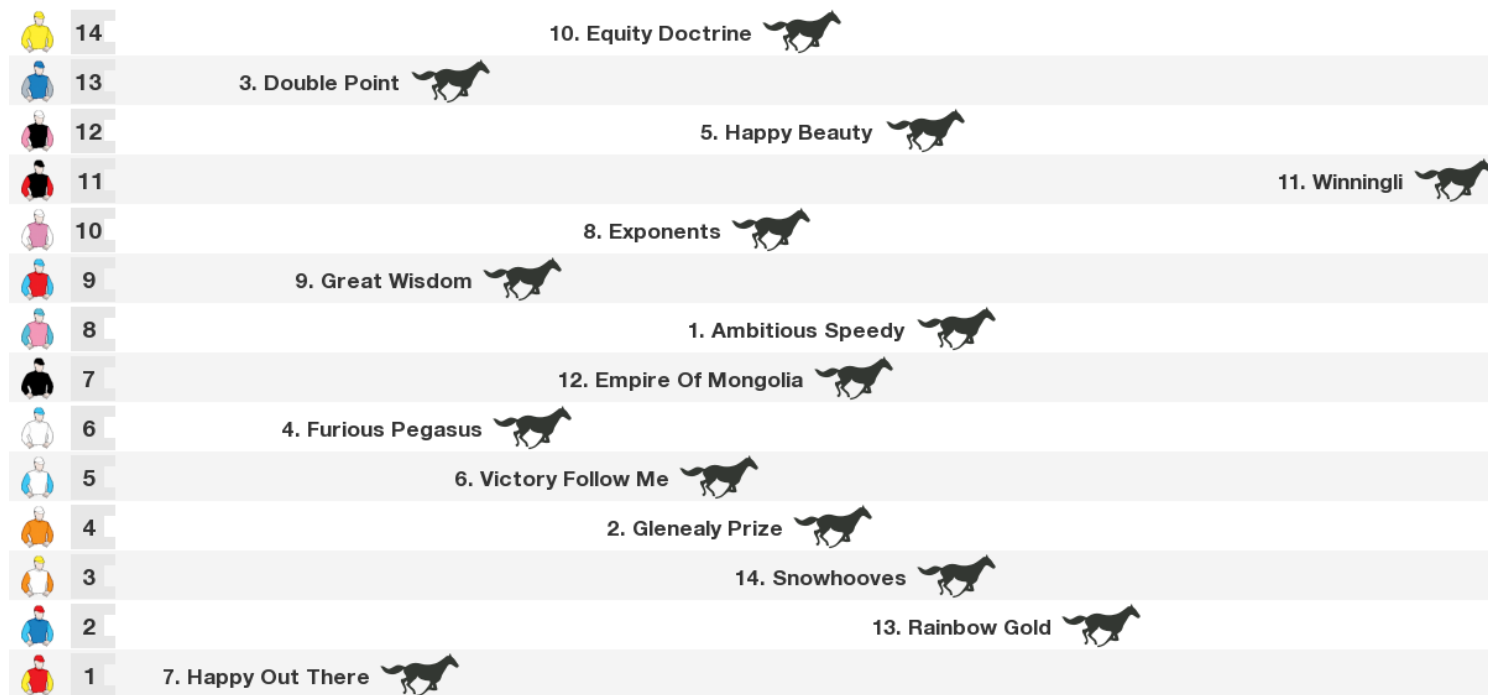 14 10. Equity Doctrine
13 3. Double Point
12 5. Happy Beauty
11 11. Winningli
10 8. Exponents
9 9. Great Wisdom
8 1. Ambitious Speedy
7 12. Empire Of Mongolia
6 4. Furious Pegasus
5 6. Victory Follow Me
4 2. Glenealy Prize
3 14. Snowhooves
2 13. Rainbow Gold
1 7. Happy Out There